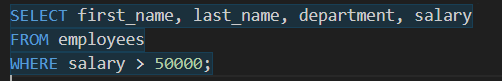 SELECT first_name, last_name, department, salary
FROM employees
WHERE salary > 50000;